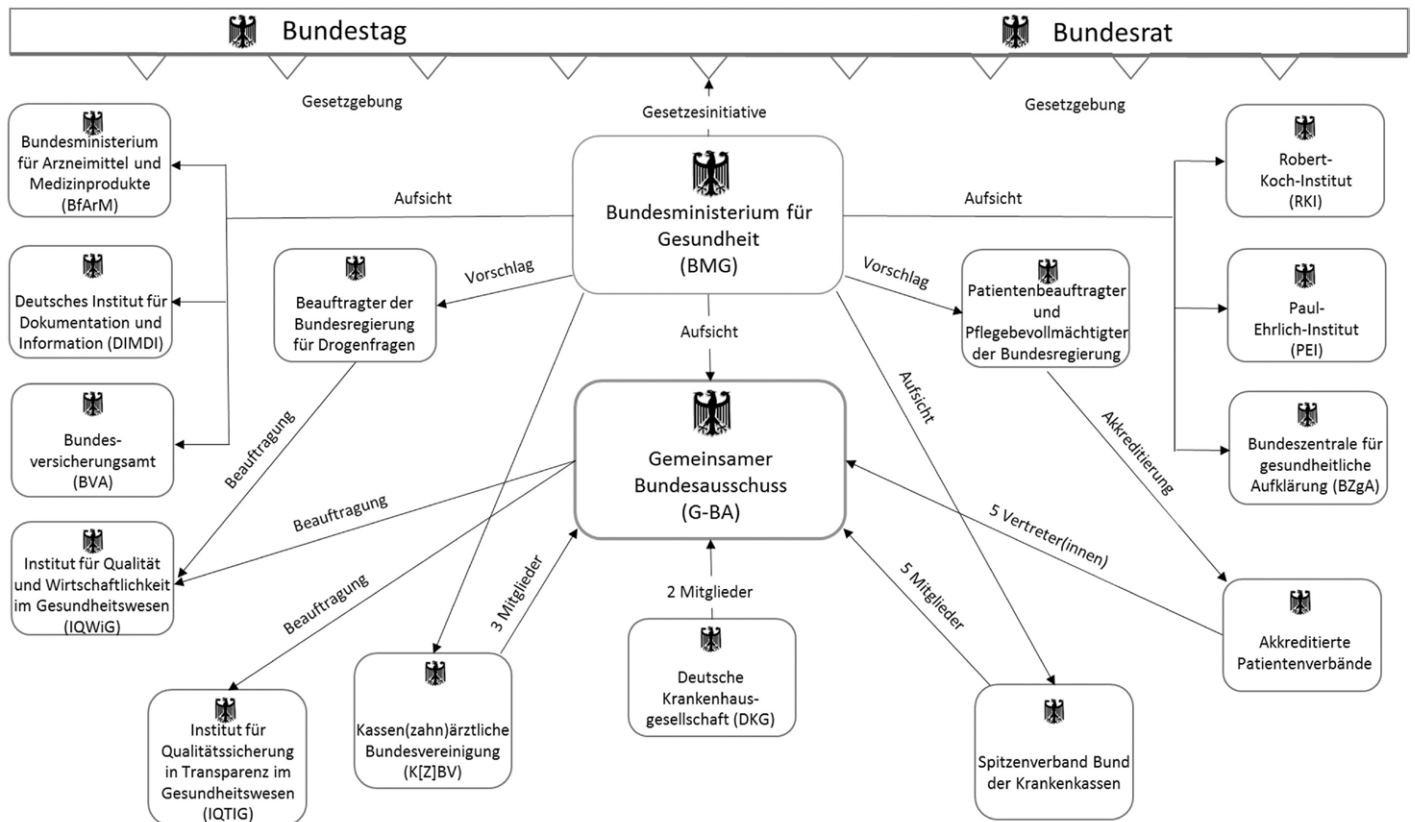 Bundestag
Bundesrat
Gesetzgebung
Gesetzesinitiative
Gesetzgebung
Bundesministerium
für Arzneimittel und
Medizinprodukte
(BfArM)
Aufsicht
Bundesministerium für
Gesundheit
(BMG)
Aufsicht
Robert-
Koch-Institut
(RKI)
Deutsches Institut für
Dokumentation und
Information (DIMDI)
Beauftragter der
Bundesregierung
für Drogenfragen
Vorschlag
Aufsicht
Vorschlag
Patientenbeauftragter
und
Pflegebevollmächtigter
der Bundesregierung
Paul-
Ehrlich-Institut
(PEI)
Bundes-
versicherungsamt
(BVA)
Beauftragung
Gemeinsamer
Bundesausschuss
(G-BA)
Aufsicht
Akkreditierung
Bundeszentrale für
gesundheitliche
Aufklärung (BZgA)
Institut für Qualität
und Wirtschaftlichkeit
im Gesundheitswesen
(IQWiG)
Beauftragung
Beauftragung
3 Mitglieder
2 Mitglieder
5 Mitglieder
5 Vertreter(innen)
Akkreditierte
Patientenverbände
Institut für
Qualitätssicherung
in Transparenz im
Gesundheitswesen
(IQTIG)
Kassen(zahn)ärztliche
Bundesvereinigung
(K[Z]BV)
Deutsche
Krankenhaus-
gesellschaft (DKG)
Spitzenverband Bund
der Krankenkassen